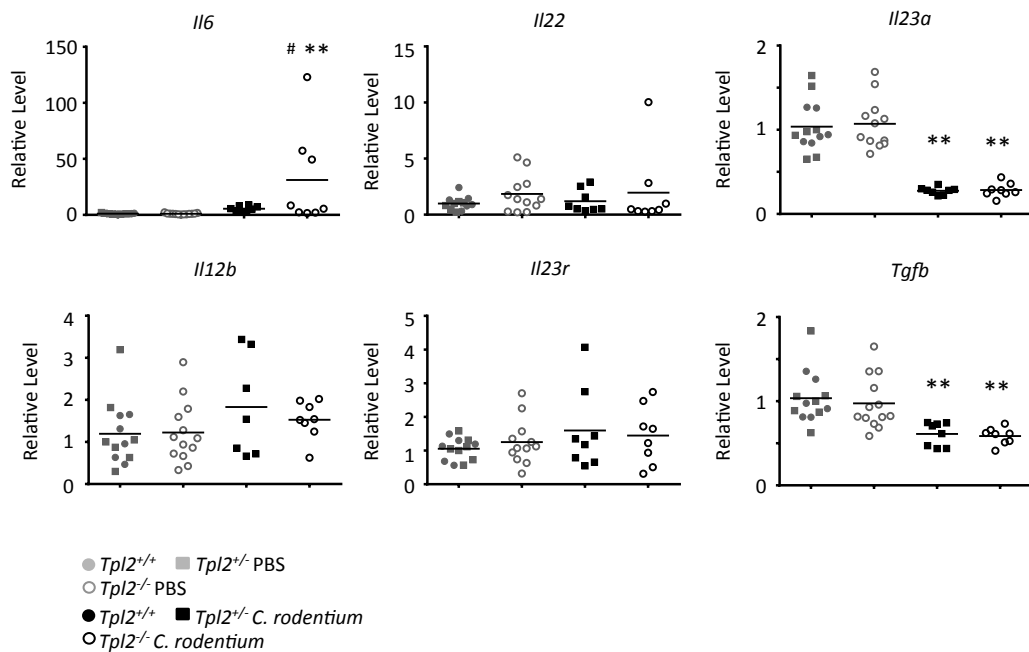 Il6
Relative Level
150
100
50
0
# **
Il22
Relative Level
15
10
5
0
Il23a
Relative Level
2
1
0
**
**
Il12b
Relative Level
4
3
2
1
0
Il23r
Relative Level
5
4
3
2
1
0
Tgfb
Relative Level
2
1
0
**
**
Tpl2+/+ Tpl2+/- PBS
Tpl2-/- PBS
Tpl2+/+ Tpl2+/- C. rodentium
Tpl2-/- C. rodentium